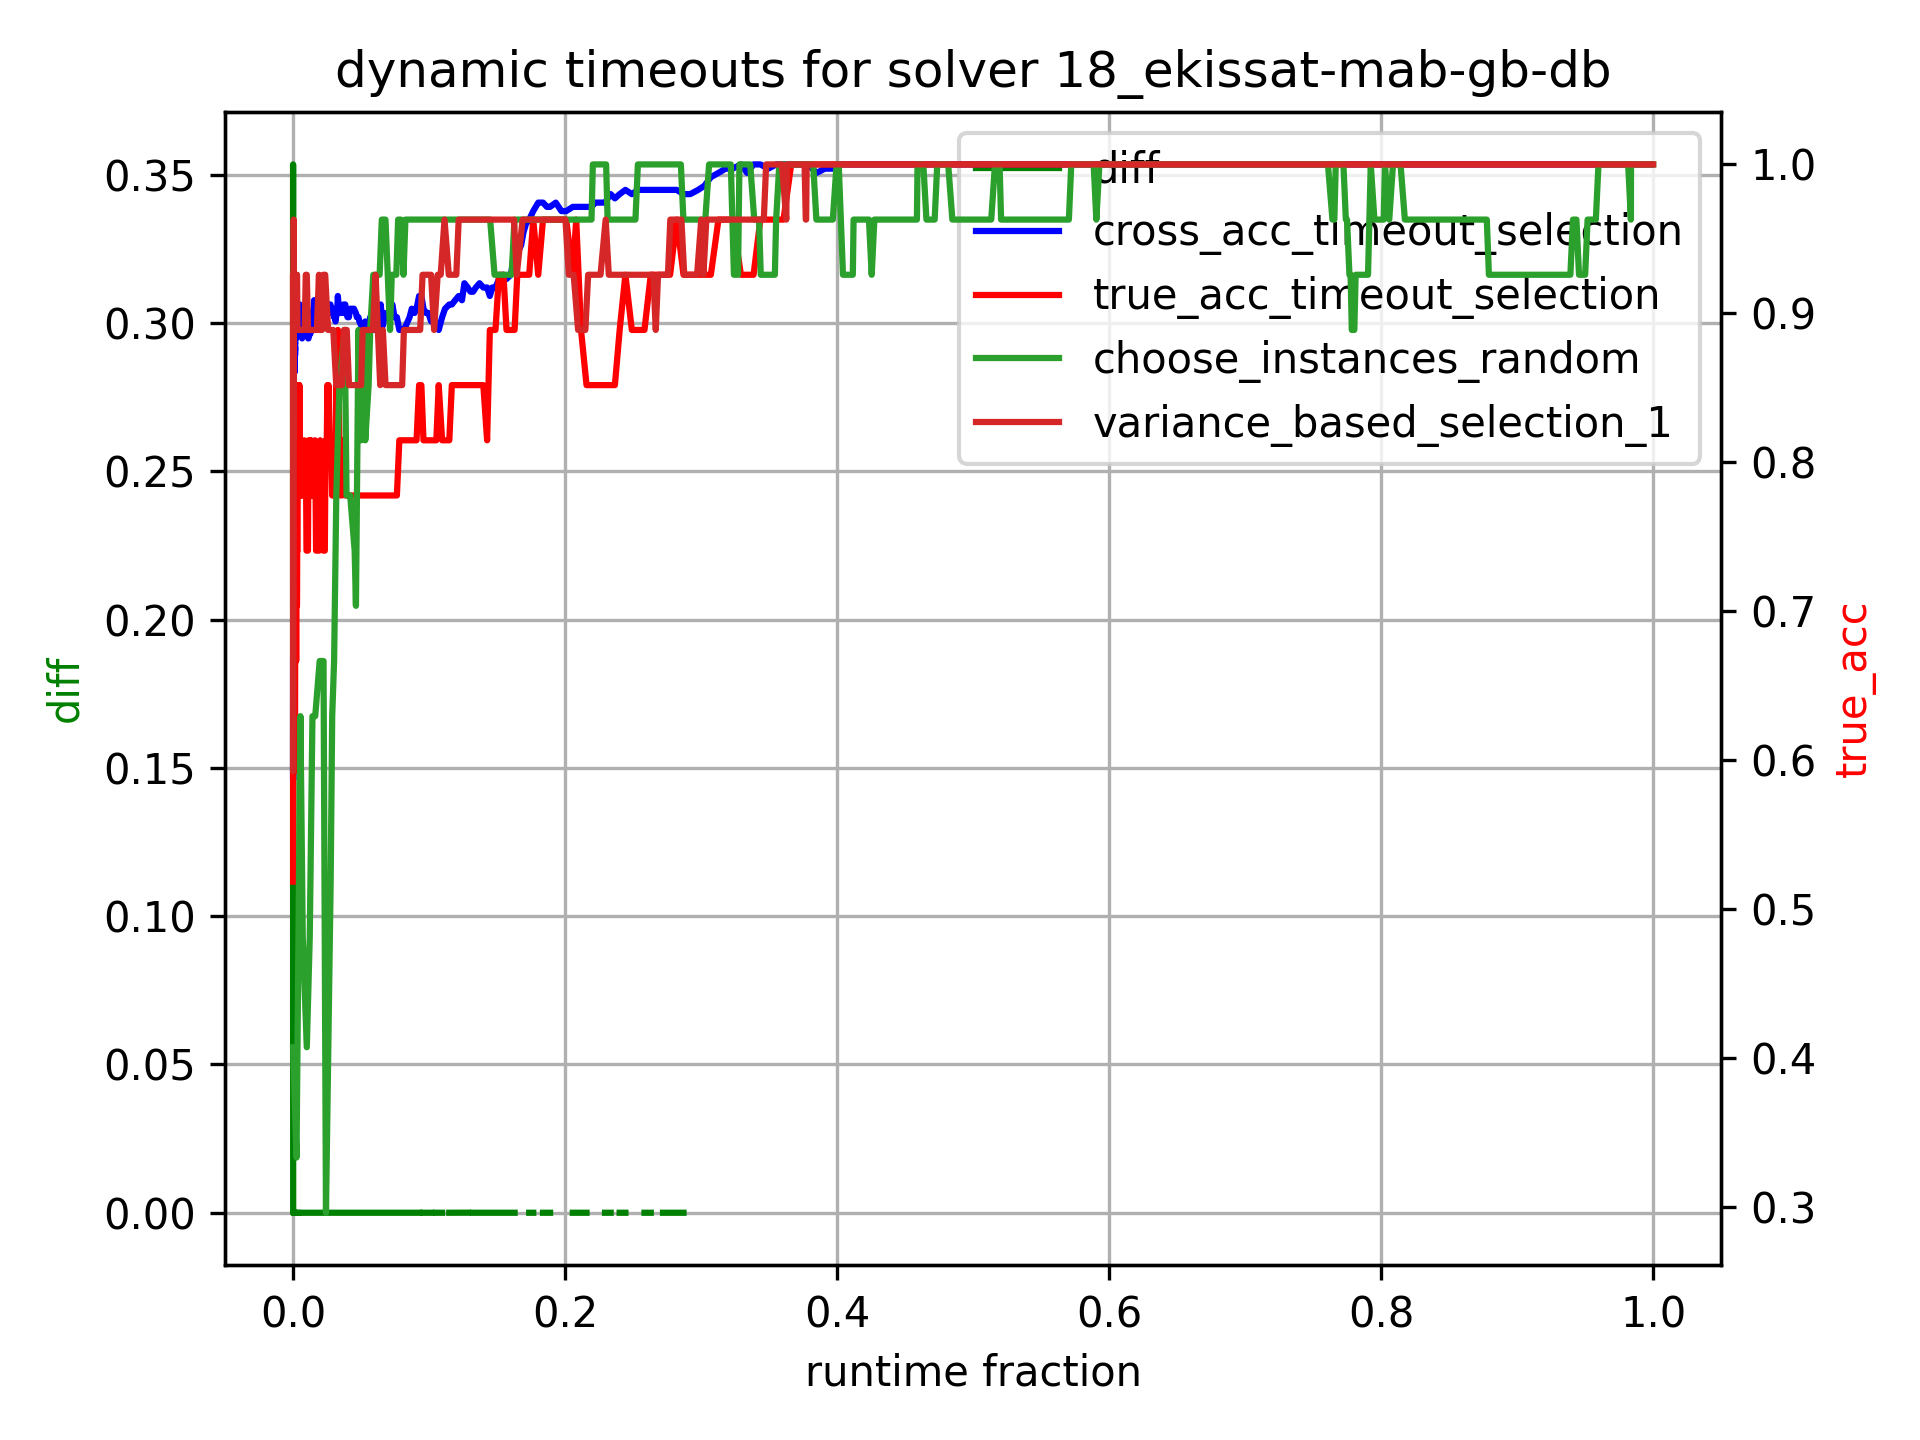 dynamic timeouts for solver 18_ekissat-mab-gb-db
diff
cross_acc_timeout_selection
true_acc_timeout_selection
choose_instances_random
variance_based_selection_1
0.35
0.30
0.25
0.20
0.15
0.10
0.05
0.00
diff
1.0
0.9
0.8
0.7
0.6
0.5
0.4
0.3
true_acc
0.0
0.2
0.4
0.6
0.8
1.0
runtime fraction